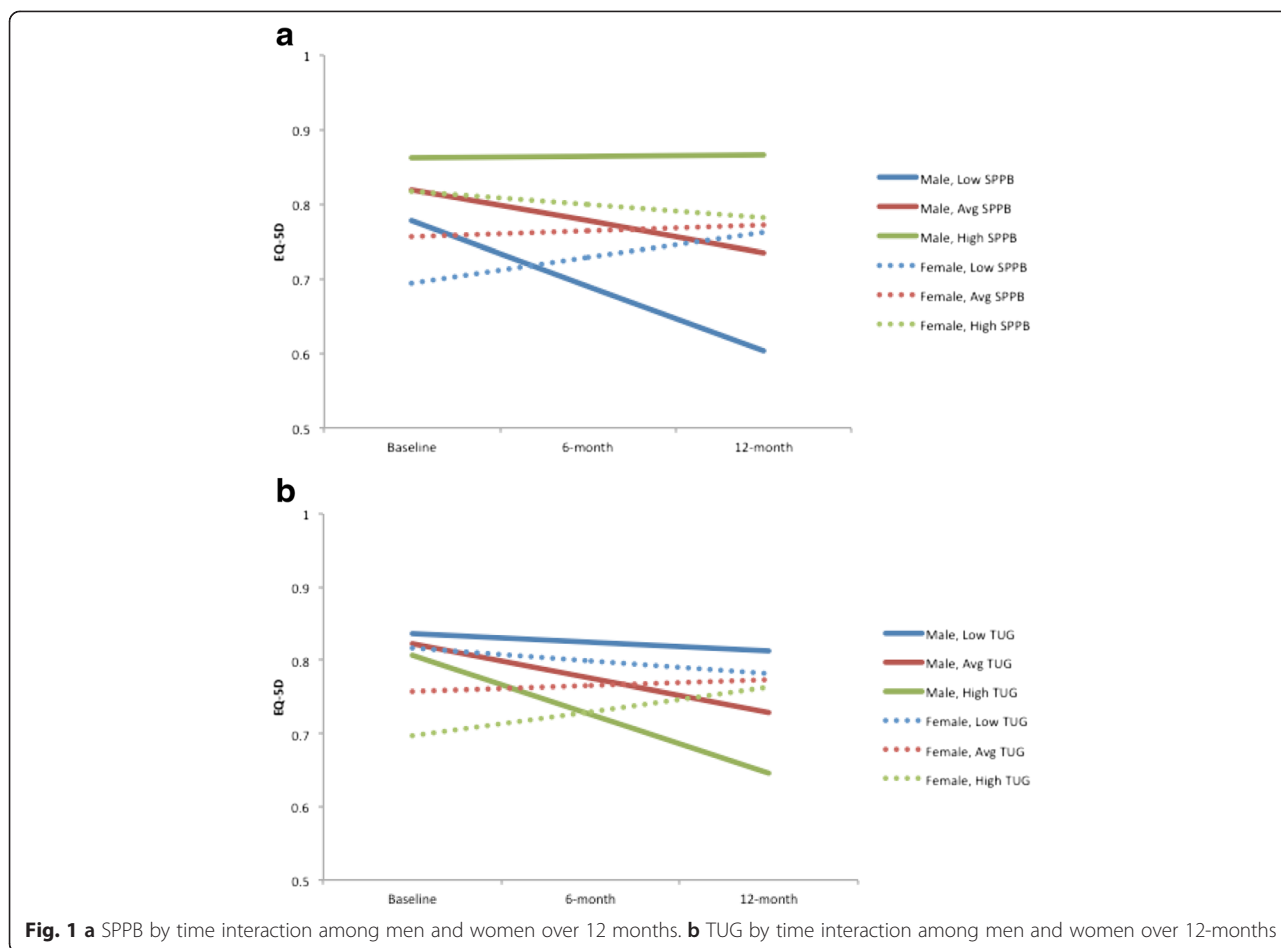 a
1
0.9
0.8
0.7
0.6
0.5
EQ-5D
Baseline
6-month
12-month
Male, Low SPPB
Male, Avg SPPB
Male, High SPPB
Female, Low SPPB
Female, Avg SPPB
Female, High SPPB
b
1
0.9
0.8
0.7
0.6
0.5
EQ-5D
Baseline
6-month
12-month
Male, Low TUG
Male, Avg TUG
Male, High TUG
Female, Low TUG
Female, Avg TUG
Female, High TUG
Fig. 1 a SPPB by time interaction among men and women over 12 months. b TUG by time interaction among men and women over 12-months